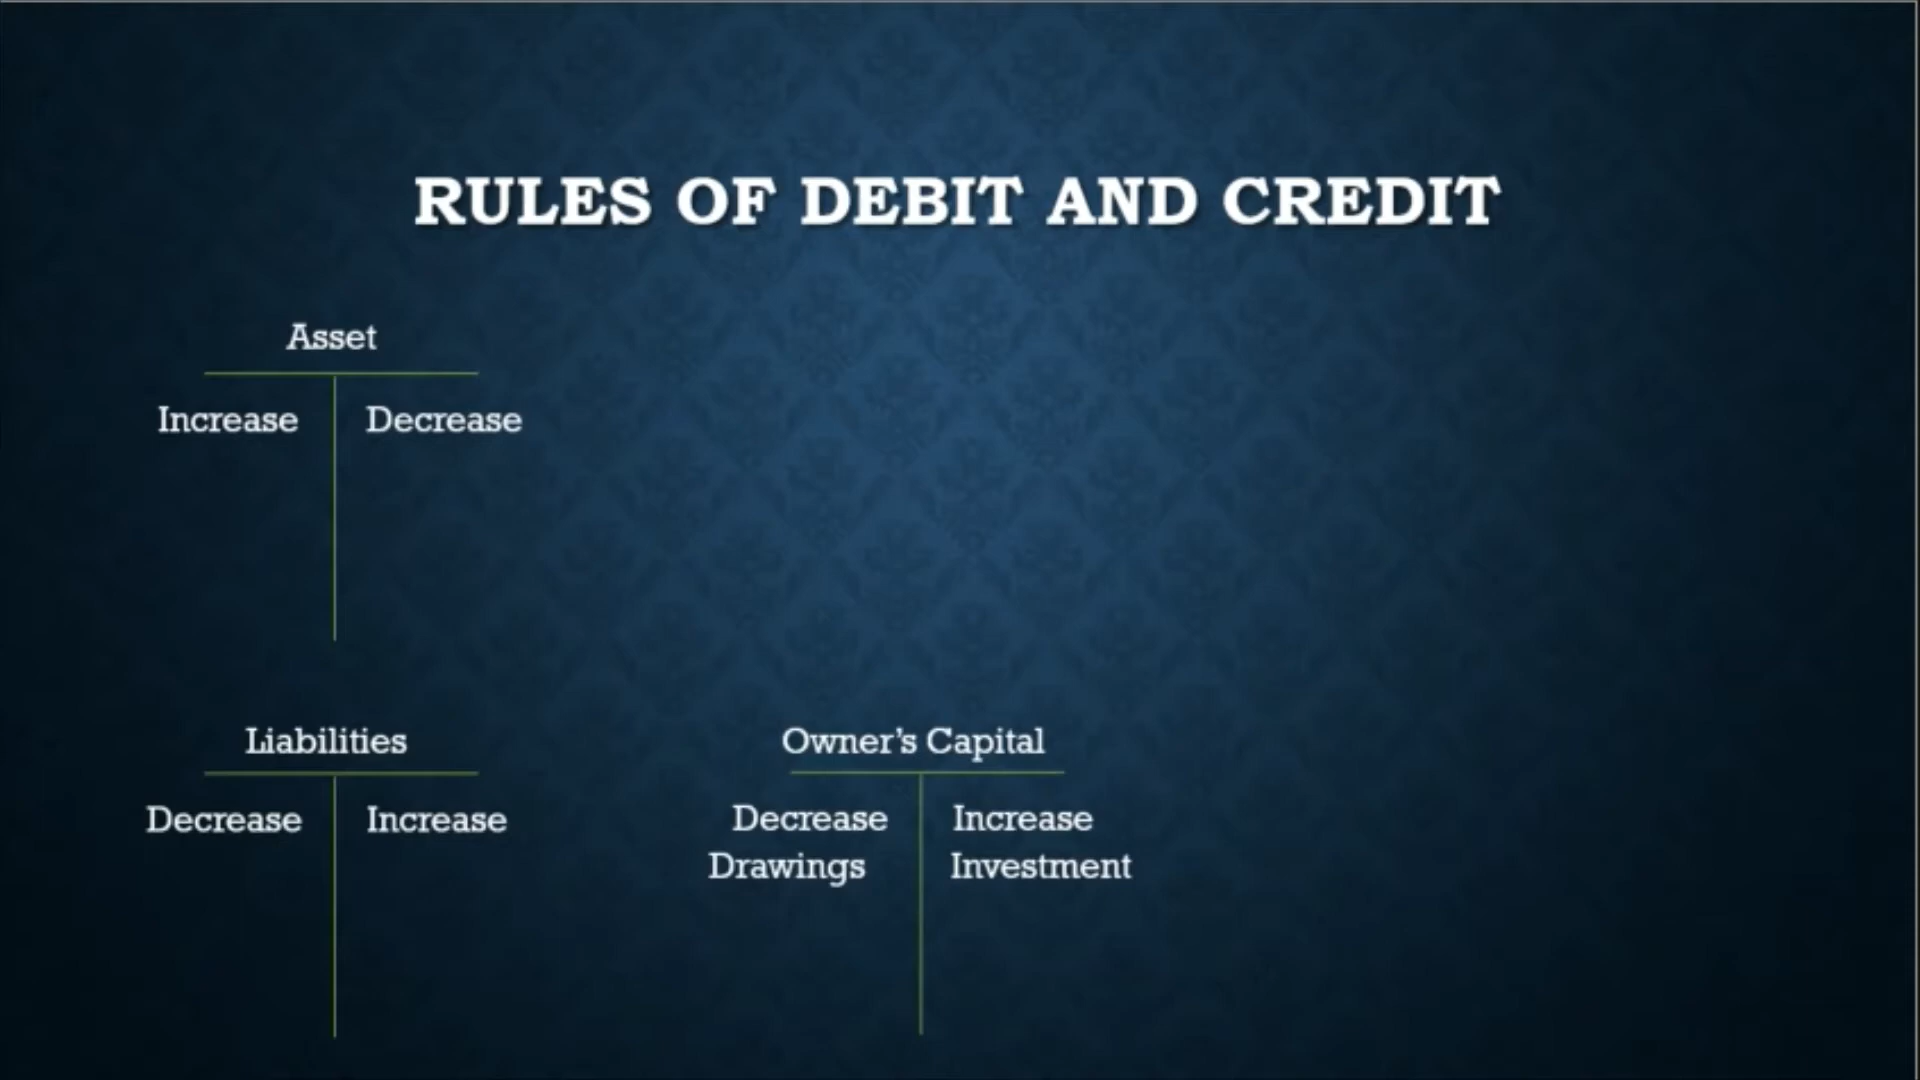 RULES OF DEBIT AND CREDIT
Asset
Increase Decrease
Liabilities
Decrease Increase
Owner's Capital
Decrease Increase
Drawings Investment